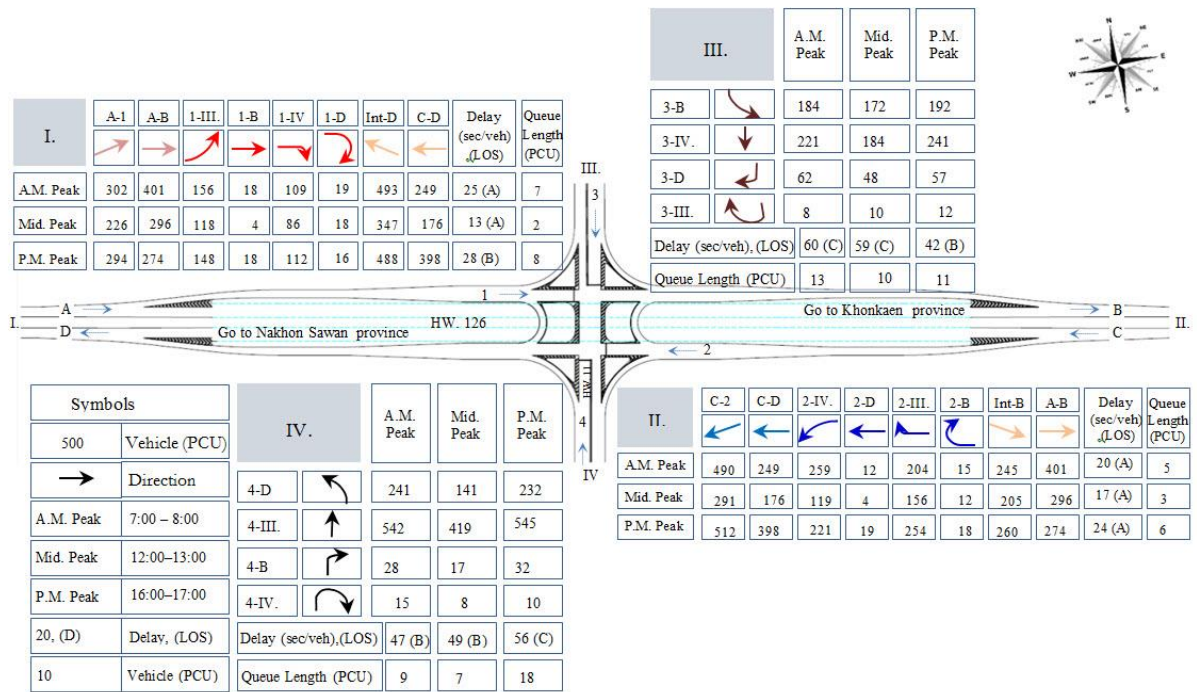 III.
A.M. Peak
Mid. Peak
P.M. Peak
3-B 184 172 192
3-IV. 221 184 241
3-D 62 48 57
3-III. 8 10 12
Delay (sec/veh), (LOS) 60 (C) 59 (C) 42 (B)
Queue Length (PCU) 13 10 11
N
E
S
W
I.
A-1 A-B 1-III. 1-B 1-IV 1-D Int-D C-D Delay (sec/veh) ,(LOS) Queue Length (PCU)
A.M. Peak 302 401 156 18 109 19 493 249 25 (A) 7
Mid. Peak 226 296 118 4 86 18 347 176 13 (A) 2
P.M. Peak 294 274 148 18 112 16 488 398 28 (B) 8
III.
3
1
A
B
I.
HW. 126
Go to Khonkaen province
II.
D
Go to Nakhon Sawan province
C
2
HW. 117
4
IV
Symbols
500 Vehicle (PCU)
Direction
A.M. Peak 7:00 – 8:00
Mid. Peak 12:00–13:00
P.M. Peak 16:00–17:00
20, (D) Delay, (LOS)
10 Vehicle (PCU)
IV.
A.M. Peak
Mid. Peak
P.M. Peak
4-D 241 141 232
4-III. 542 419 545
4-B 28 17 32
4-IV. 15 8 10
Delay (sec/veh),(LOS) 47 (B) 49 (B) 56 (C)
Queue Length (PCU) 9 7 18
II.
C-2 C-D 2-IV. 2-D 2-III. 2-B Int-B A-B Delay (sec/veh) ,(LOS) Queue Length (PCU)
A.M. Peak 490 249 259 12 204 15 245 401 20 (A) 5
Mid. Peak 291 176 119 4 156 12 205 296 17 (A) 3
P.M. Peak 512 398 221 19 254 18 260 274 24 (A) 6